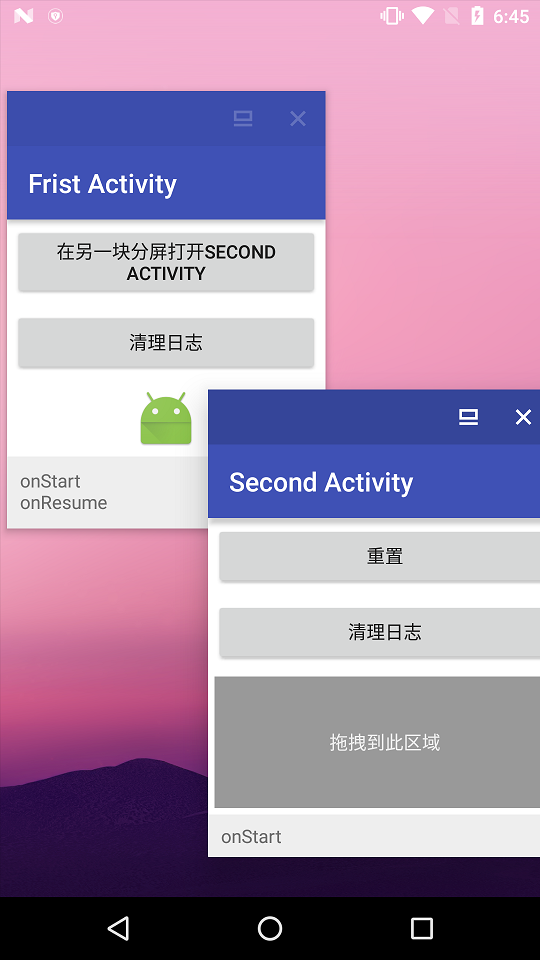 6:45
Frist Activity
在另一块分屏打开SECOND
ACTIVITY
清理日志
onStart
onResume
Second Activity
重置
清理日志
拖拽到此区域
onStart